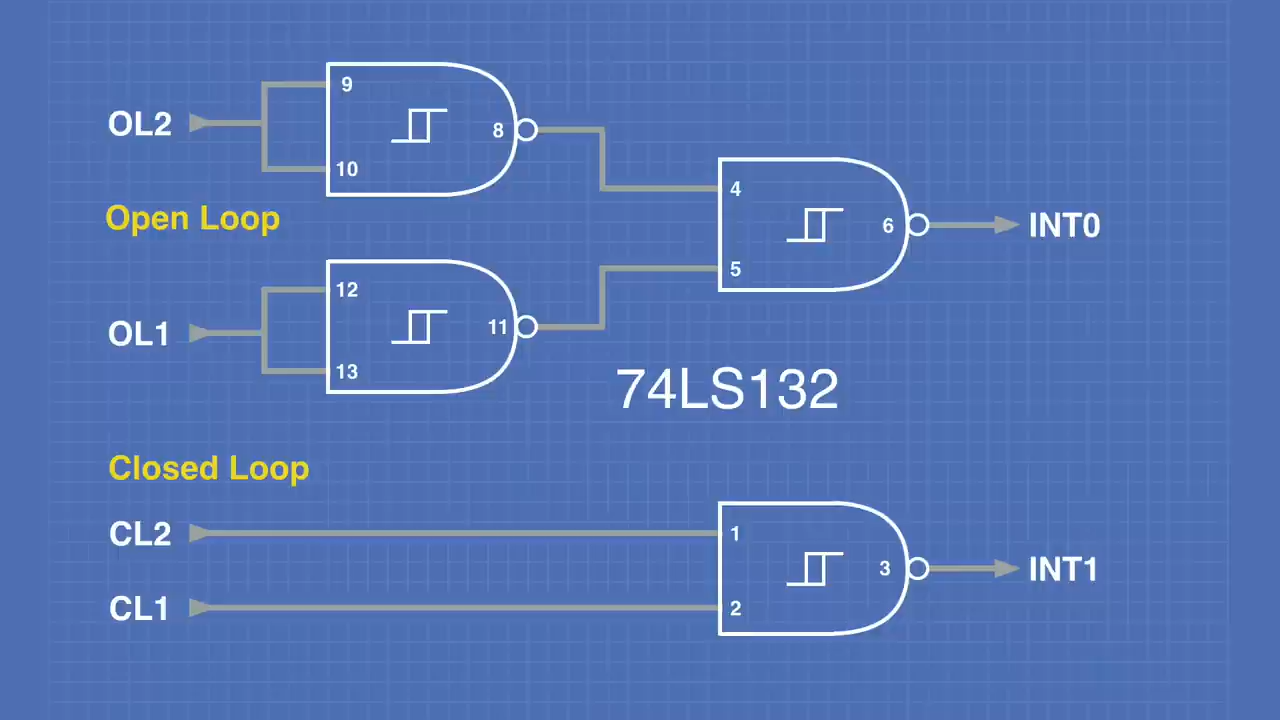 9
OL2
8
10
4
Open Loop
6
INT0
5
12
OL1
11
13
74LS132
Closed Loop
CL2
1
3
INT1
CL1
2